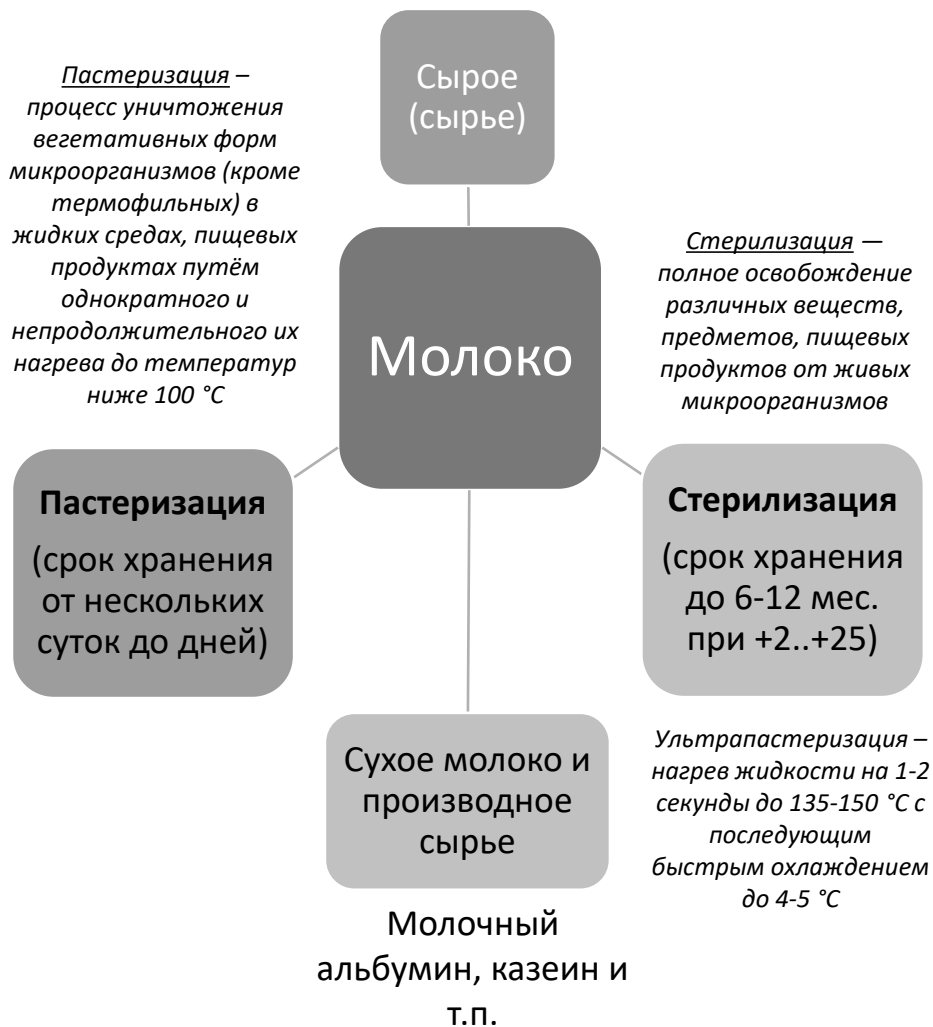 Сырое
(сырье)
Пастеризация –
процесс уничтожения
вегетативных форм
микроорганизмов (кроме
термофильных) в
жидких средах, пищевых
продуктах путём
однократного и
непродолжительного их
нагрева до температур
ниже 100 °C
Молоко
Стерилизация —
полное освобождение
различных веществ,
предметов, пищевых
продуктов от живых
микроорганизмов
Пастеризация
(срок хранения
от нескольких
суток до дней)
Стерилизация
(срок хранения
до 6-12 мес.
при +2..+25)
Сухое молоко и
производное
сырье
Ультрапастеризация –
нагрев жидкости на 1-2
секунды до 135-150 °C с
последующим
быстрым охлаждением
до 4-5 °C
Молочный
альбумин, казеин и
т.п.